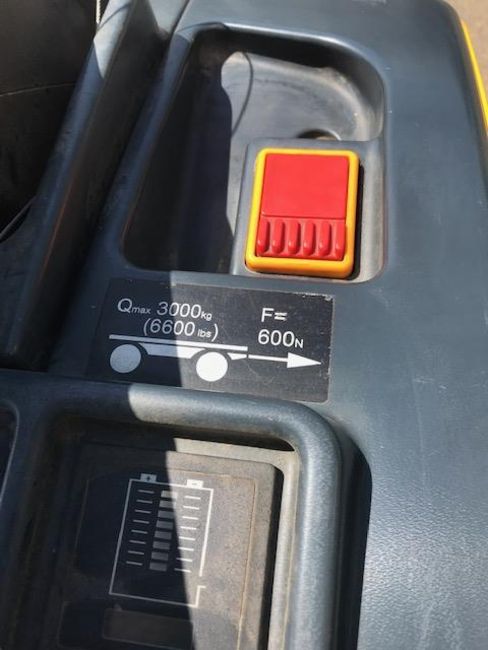 Qmax 3000kg
(6600 lbs)
F=
600N
+ -